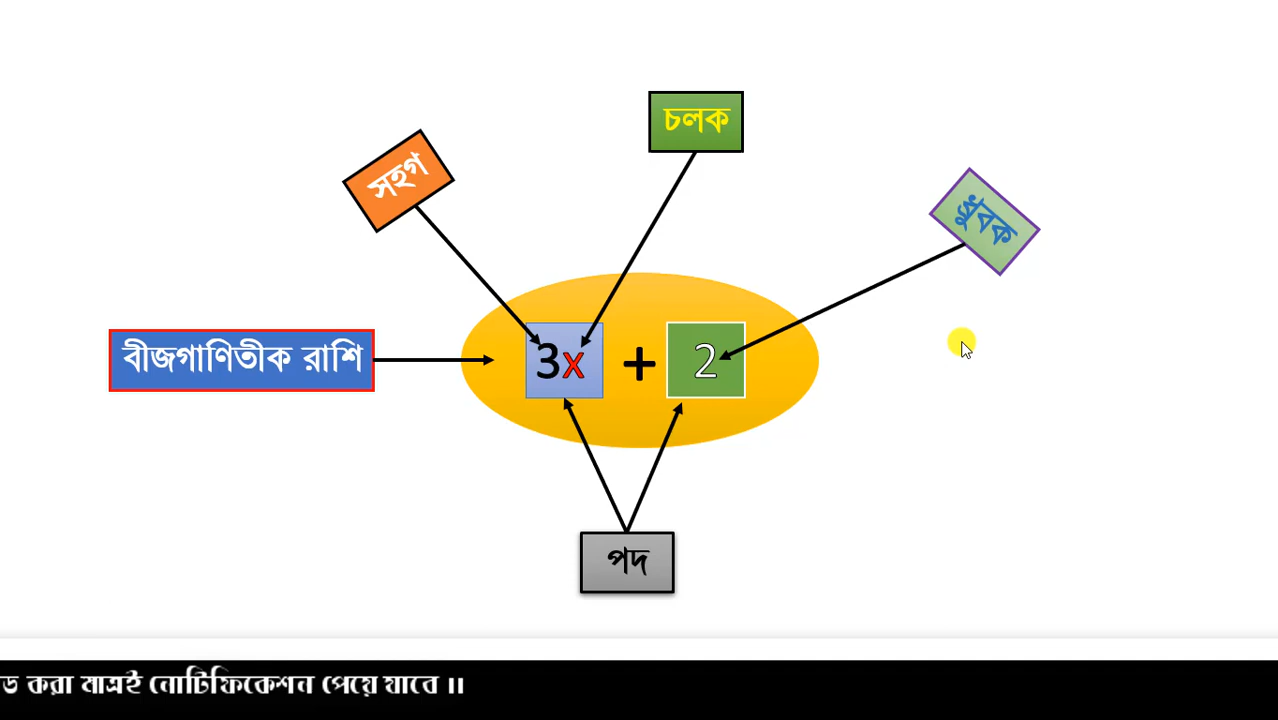 চলক
সহগ
ধ্রুবক
বীজগাণিতীক রাশি
3x + 2
পদ
ড করা মাত্রই নোটিফিকেশন পেয়ে যাবে ।।